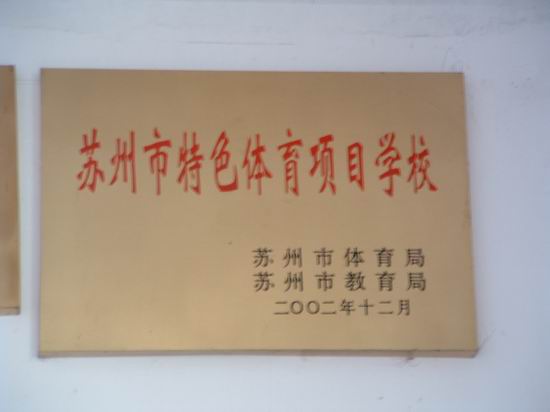 苏州市特色体育项目学校
苏州市体育局
苏州市教育局
二〇〇二年十二月